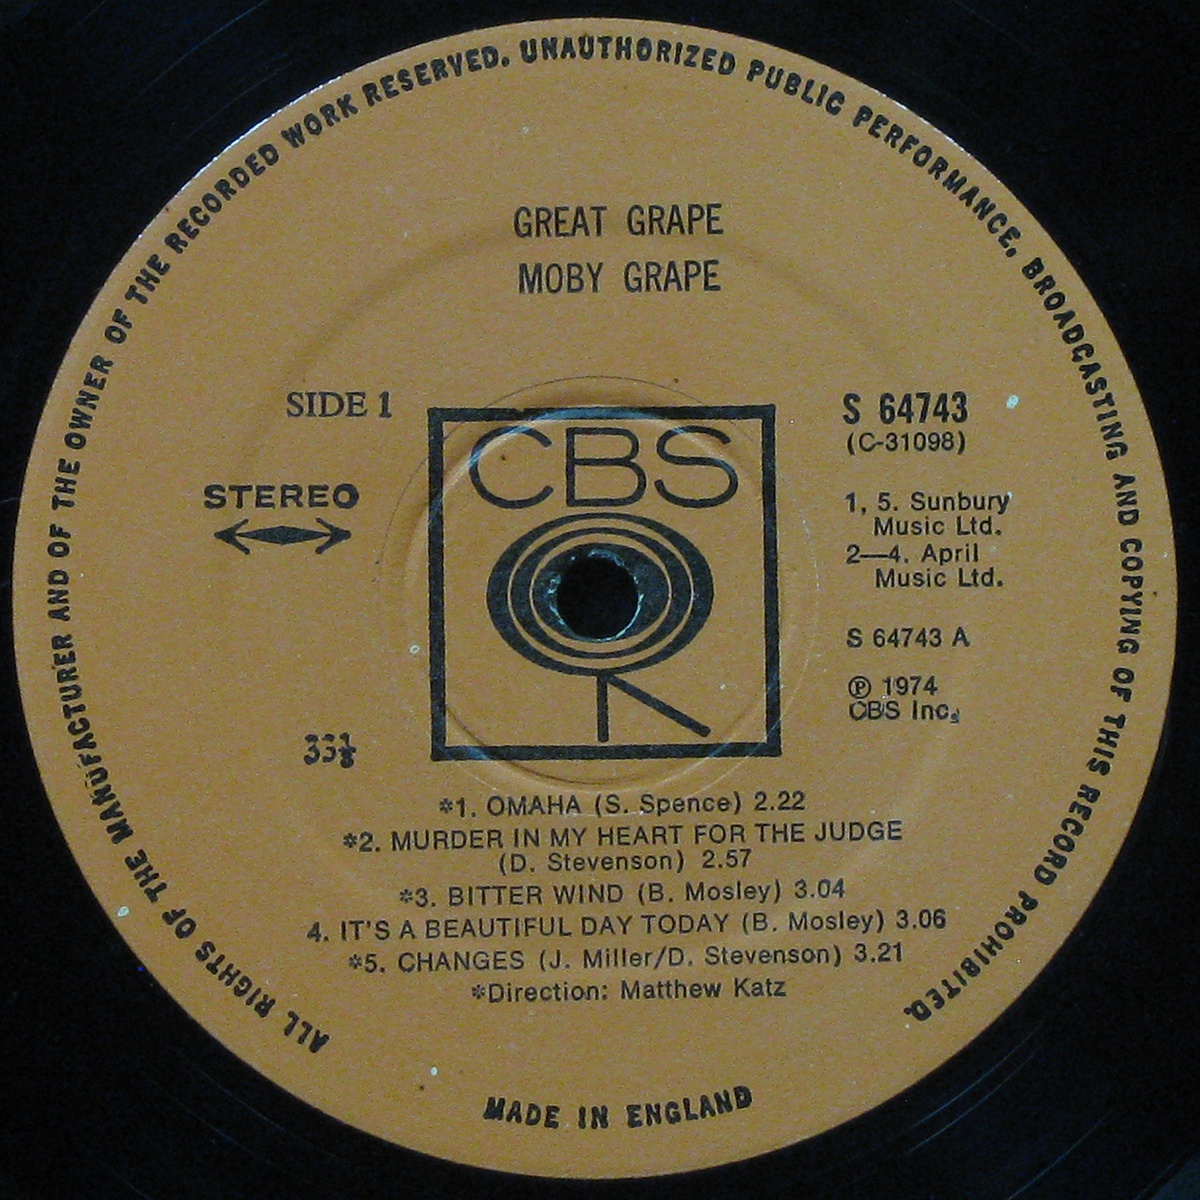 ALL RIGHTS OF THE MANUFACTURER AND OF THE OWNER OF THE RECORDED WORK RESERVED. UNAUTHORIZED PUBLIC PERFORMANCE, BROADCASTING AND COPYING OF THIS RECORD PROHIBITED.
GREAT GRAPE
MOBY GRAPE
SIDE 1
STEREO
33⅓
CBS
S 64743
(C-31098)
1, 5. Sunbury
Music Ltd.
2—4. April
Music Ltd.
S 64743 A
℗ 1974
CBS Inc.
*1. OMAHA (S. Spence) 2.22
*2. MURDER IN MY HEART FOR THE JUDGE
(D. Stevenson) 2.57
*3. BITTER WIND (B. Mosley) 3.04
4. IT'S A BEAUTIFUL DAY TODAY (B. Mosley) 3.06
*5. CHANGES (J. Miller/D. Stevenson) 3.21
*Direction: Matthew Katz
MADE IN ENGLAND